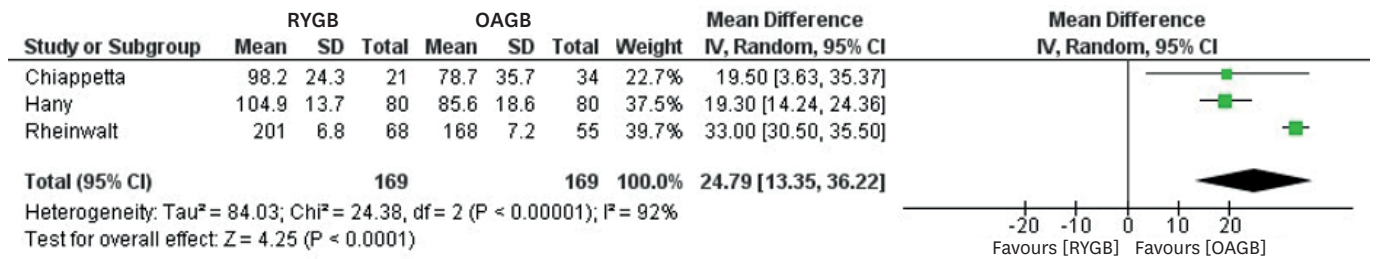 RYGB OAGB Mean Difference Mean Difference
Study or Subgroup Mean SD Total Mean SD Total Weight IV, Random, 95% CI IV, Random, 95% CI
Chiappetta 98.2 24.3 21 78.7 35.7 34 22.7% 19.50 [3.63, 35.37]
Hany 104.9 13.7 80 85.6 18.6 80 37.5% 19.30 [14.24, 24.36]
Rheinwalt 201 6.8 68 168 7.2 55 39.7% 33.00 [30.50, 35.50]
Total (95% CI) 169 169 100.0% 24.79 [13.35, 36.22]
Heterogeneity: Tau² = 84.03; Chi² = 24.38, df = 2 (P < 0.00001); I² = 92%
Test for overall effect: Z = 4.25 (P < 0.0001)
-20 -10 0 10 20
Favours [RYGB] Favours [OAGB]